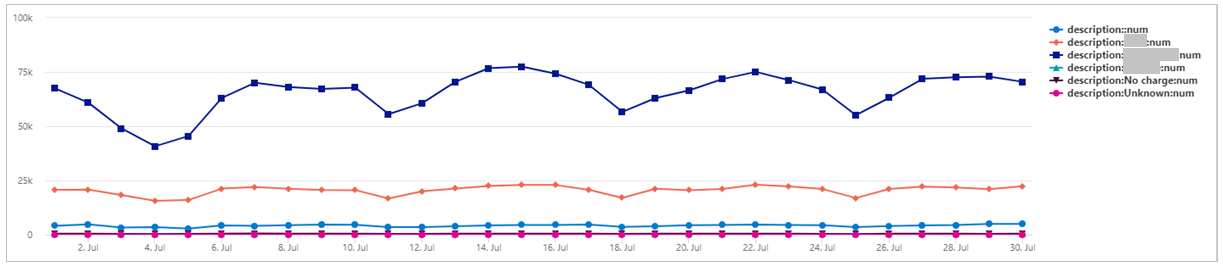 100k
75k
50k
25k
0
2. Jul 4. Jul 6. Jul 8. Jul 10. Jul 12. Jul 14. Jul 16. Jul 18. Jul 20. Jul 22. Jul 24. Jul 26. Jul 28. Jul 30. Jul
description::num
description: :num
description: num
description: :num
description:No charge:num
description:Unknown:num